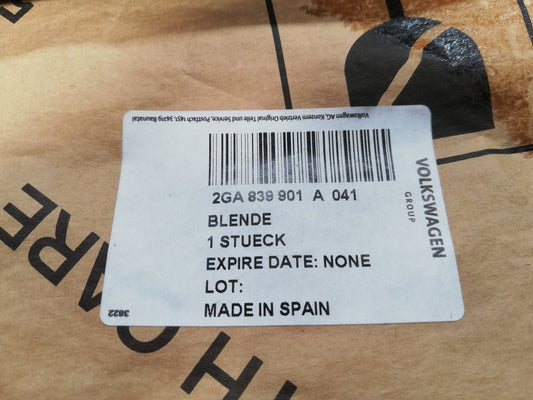 Volkswagen AG, Konzern Vertrieb Original Teile und Service, Postfach 1451, 34219 Baunatal
2GA 839 901 A 041
BLENDE
1 STUECK
EXPIRE DATE: NONE
LOT:
MADE IN SPAIN
VOLKSWAGEN
GROUP
3822